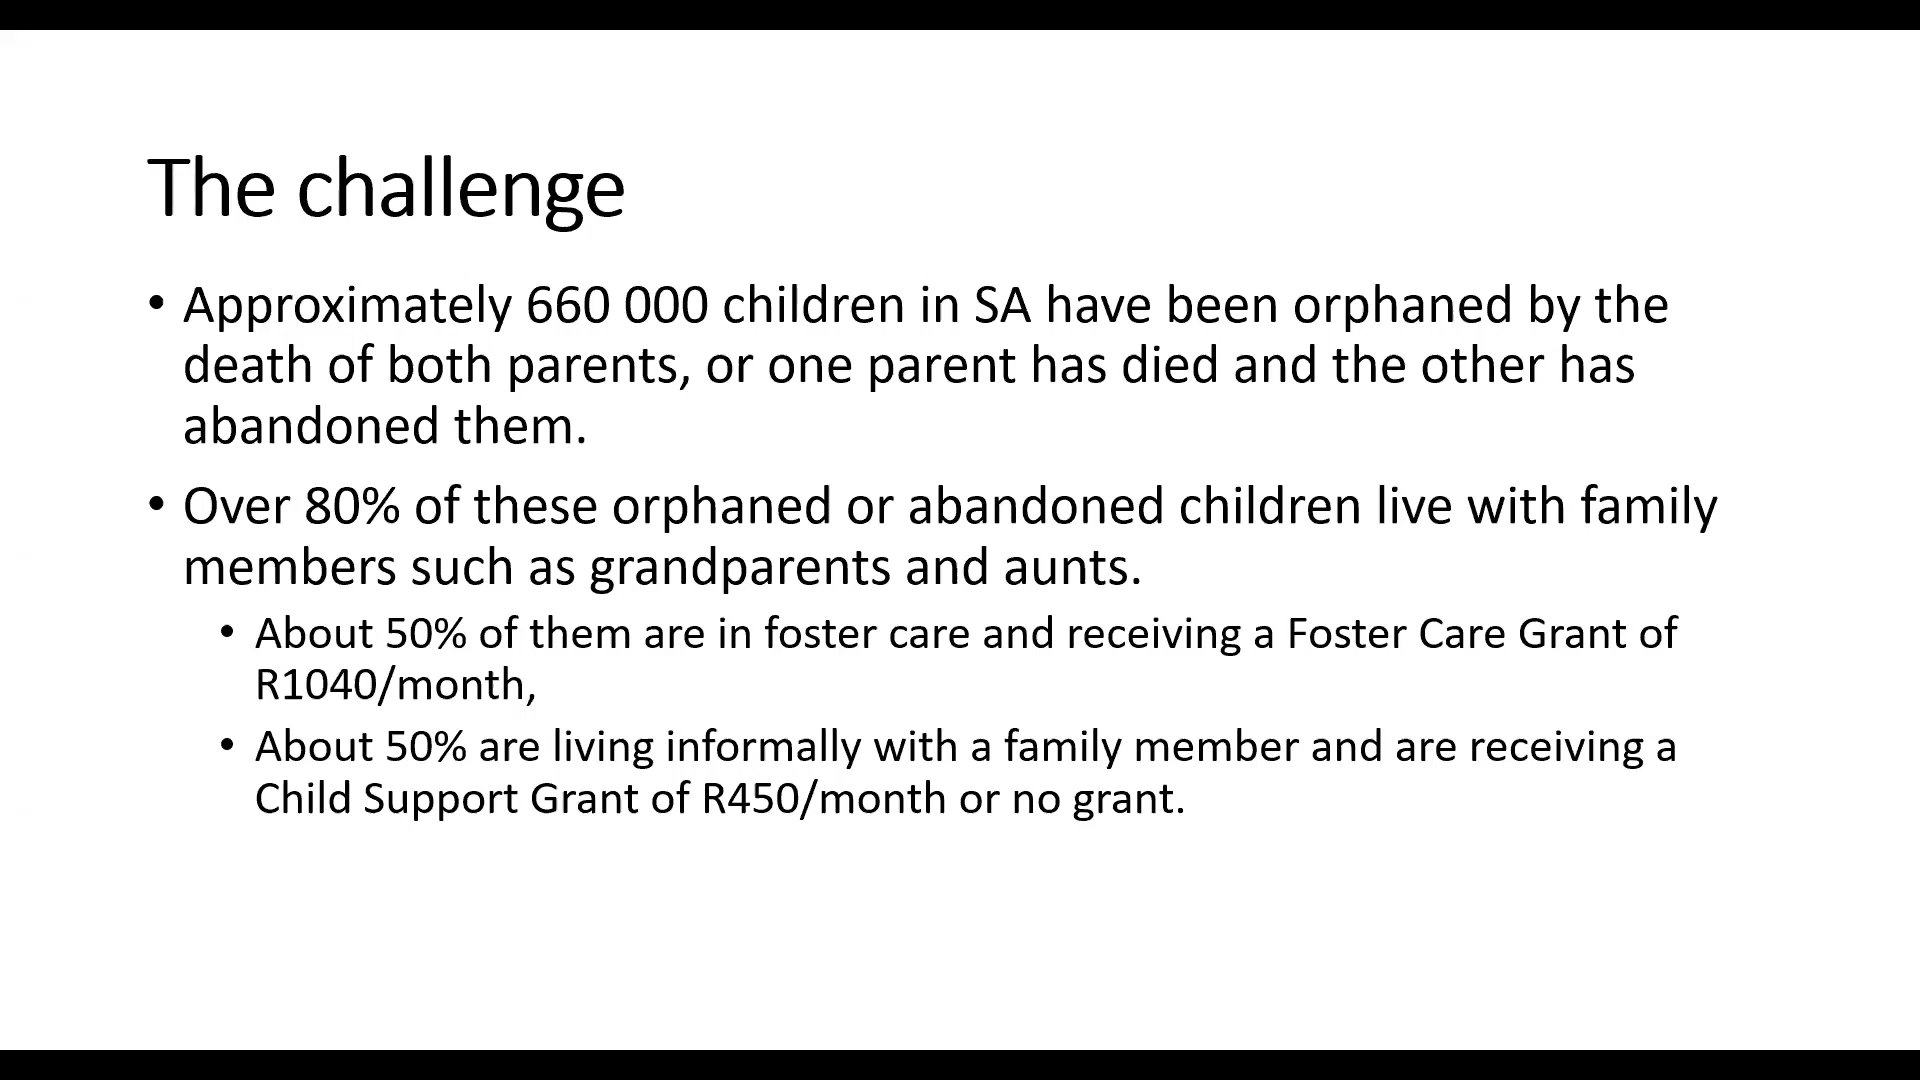 The challenge
• Approximately 660 000 children in SA have been orphaned by the
death of both parents, or one parent has died and the other has
abandoned them.
• Over 80% of these orphaned or abandoned children live with family
members such as grandparents and aunts.
• About 50% of them are in foster care and receiving a Foster Care Grant of
R1040/month,
• About 50% are living informally with a family member and are receiving a
Child Support Grant of R450/month or no grant.